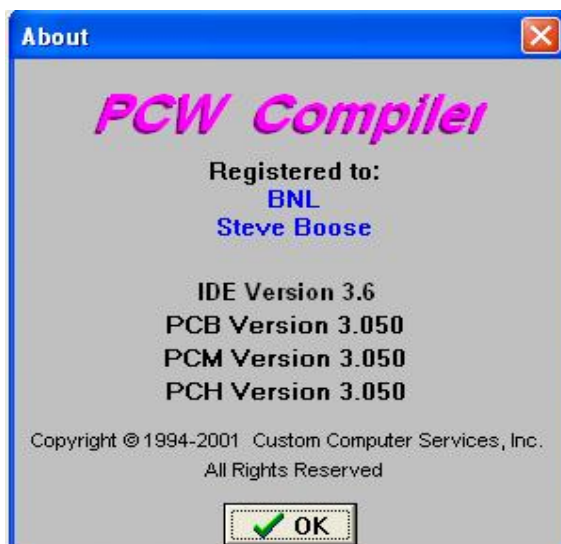 About
PCW Compiler
Registered to:
BNL
Steve Boose
IDE Version 3.6
PCB Version 3.050
PCM Version 3.050
PCH Version 3.050
Copyright © 1994-2001 Custom Computer Services, Inc.
All Rights Reserved
OK